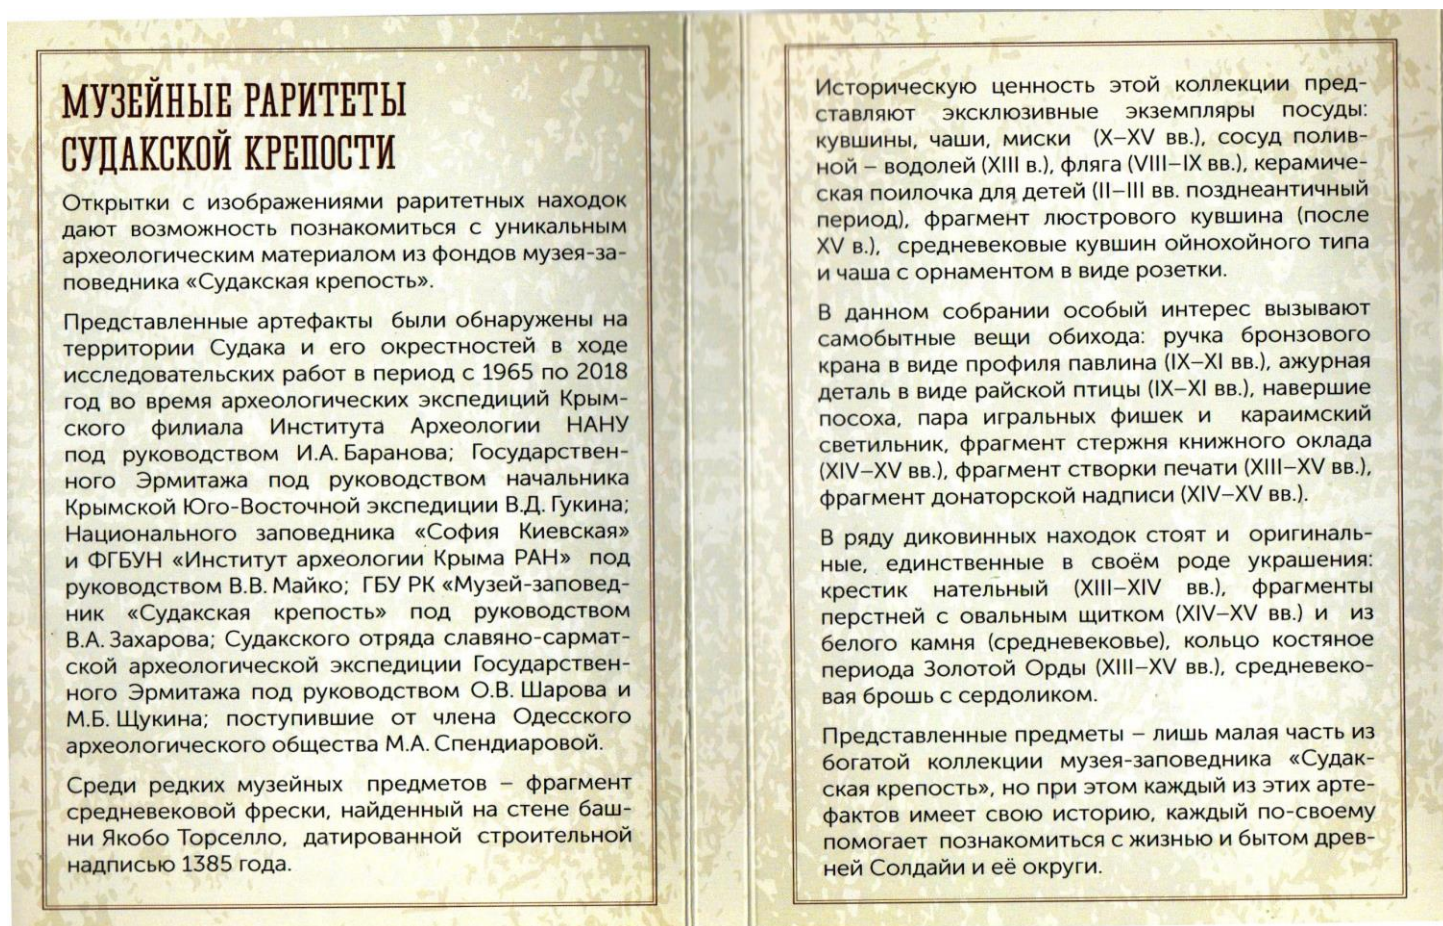 МУЗЕЙНЫЕ РАРИТЕТЫ
СУДАКСКОЙ КРЕПОСТИ
Открытки с изображениями раритетных находок
дают возможность познакомиться с уникальным
археологическим материалом из фондов музея-за-
поведника «Судакская крепость».
Представленные артефакты были обнаружены на
территории Судака и его окрестностей в ходе
исследовательских работ в период с 1965 по 2018
год во время археологических экспедиций Крым-
ского филиала Института Археологии НАНУ
под руководством И.А. Баранова; Государствен-
ного Эрмитажа под руководством начальника
Крымской Юго-Восточной экспедиции В.Д. Гукина;
Национального заповедника «София Киевская»
и ФГБУН «Институт археологии Крыма РАН» под
руководством В.В. Майко; ГБУ РК «Музей-заповед-
ник «Судакская крепость» под руководством
В.А. Захарова; Судакского отряда славяно-сармат-
ской археологической экспедиции Государствен-
ного Эрмитажа под руководством О.В. Шарова и
М.Б. Щукина; поступившие от члена Одесского
археологического общества М.А. Спендиаровой.
Среди редких музейных предметов – фрагмент
средневековой фрески, найденный на стене баш-
ни Якобо Торселло, датированной строительной
надписью 1385 года.
Историческую ценность этой коллекции пред-
ставляют эксклюзивные экземпляры посуды:
кувшины, чаши, миски (X–XV вв.), сосуд полив-
ной – водолей (XIII в.), фляга (VIII–IX вв.), керамиче-
ская поилочка для детей (II–III вв. позднеантичный
период), фрагмент люстрового кувшина (после
XV в.), средневековые кувшин ойнохойного типа
и чаша с орнаментом в виде розетки.
В данном собрании особый интерес вызывают
самобытные вещи обихода: ручка бронзового
крана в виде профиля павлина (IX–XI вв.), ажурная
деталь в виде райской птицы (IX–XI вв.), навершие
посоха, пара игральных фишек и караимский
светильник, фрагмент стержня книжного оклада
(XIV–XV вв.), фрагмент створки печати (XIII–XV вв.),
фрагмент донаторской надписи (XIV–XV вв.).
В ряду диковинных находок стоят и оригиналь-
ные, единственные в своём роде украшения:
крестик нательный (XIII–XIV вв.), фрагменты
перстней с овальным щитком (XIV–XV вв.) и из
белого камня (средневековье), кольцо костяное
периода Золотой Орды (XIII–XV вв.), средневеко-
вая брошь с сердоликом.
Представленные предметы – лишь малая часть из
богатой коллекции музея-заповедника «Судак-
ская крепость», но при этом каждый из этих арте-
фактов имеет свою историю, каждый по-своему
помогает познакомиться с жизнью и бытом древ-
ней Солдайи и её округи.